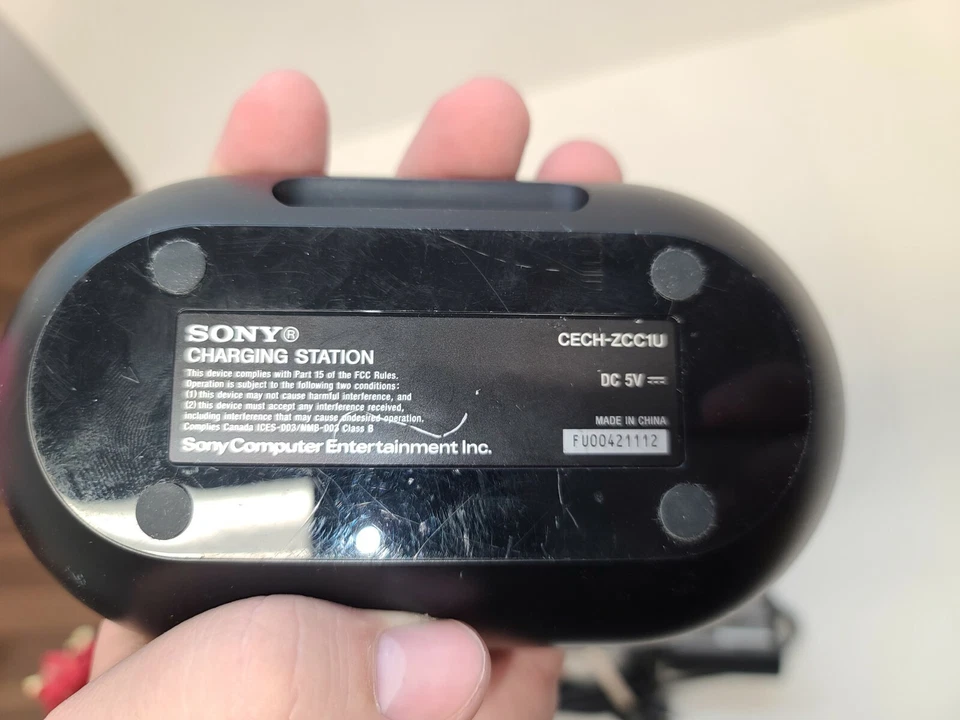 SONY®
CHARGING STATION
This device complies with Part 15 of the FCC Rules.
Operation is subject to the following two conditions:
(1) this device may not cause harmful interference, and
(2) this device must accept any interference received,
including interference that may cause undesired operation.
Complies Canada ICES-003/NMB-003 Class B
Sony Computer Entertainment Inc.
CECH-ZCC1U
DC 5V ⎓
MADE IN CHINA
FU00421112